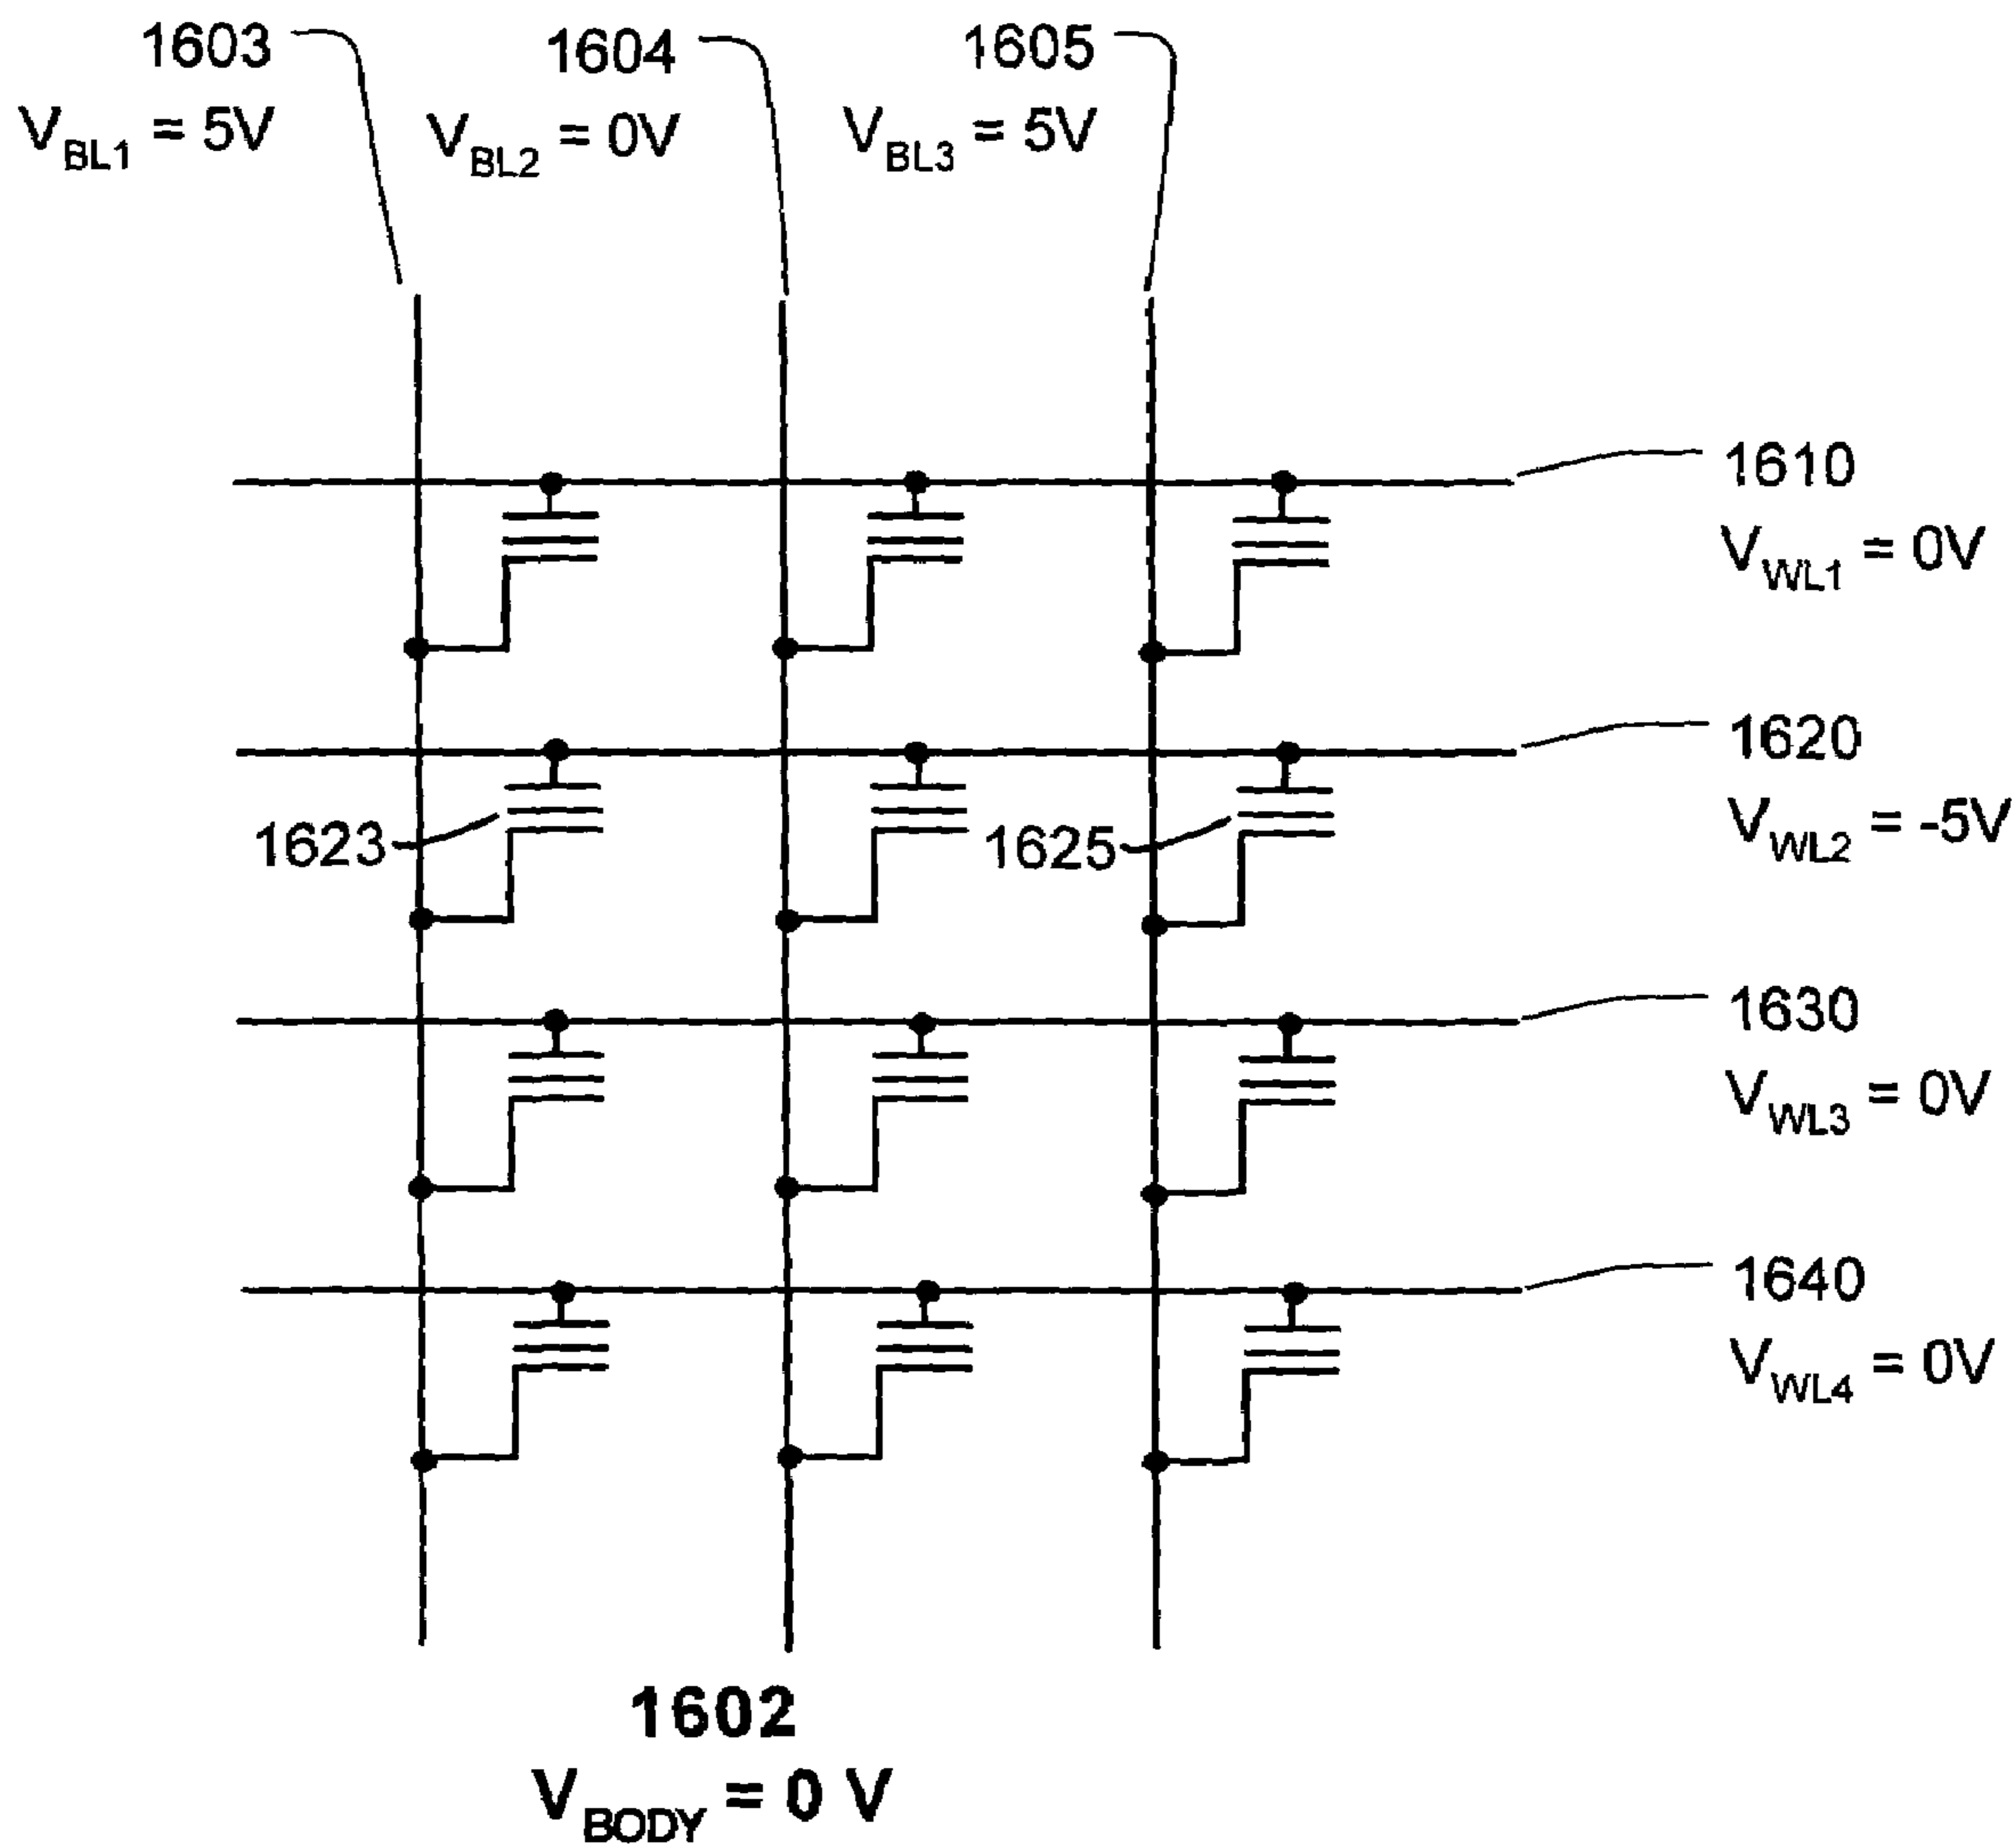 1603 1604 1605
V_BL1 = 5V V_BL2 = 0V V_BL3 = 5V
1610
V_WL1 = 0V
1620
V_WL2 = -5V
1623 1625
1630
V_WL3 = 0V
1640
V_WL4 = 0V
1602
V_BODY = 0 V